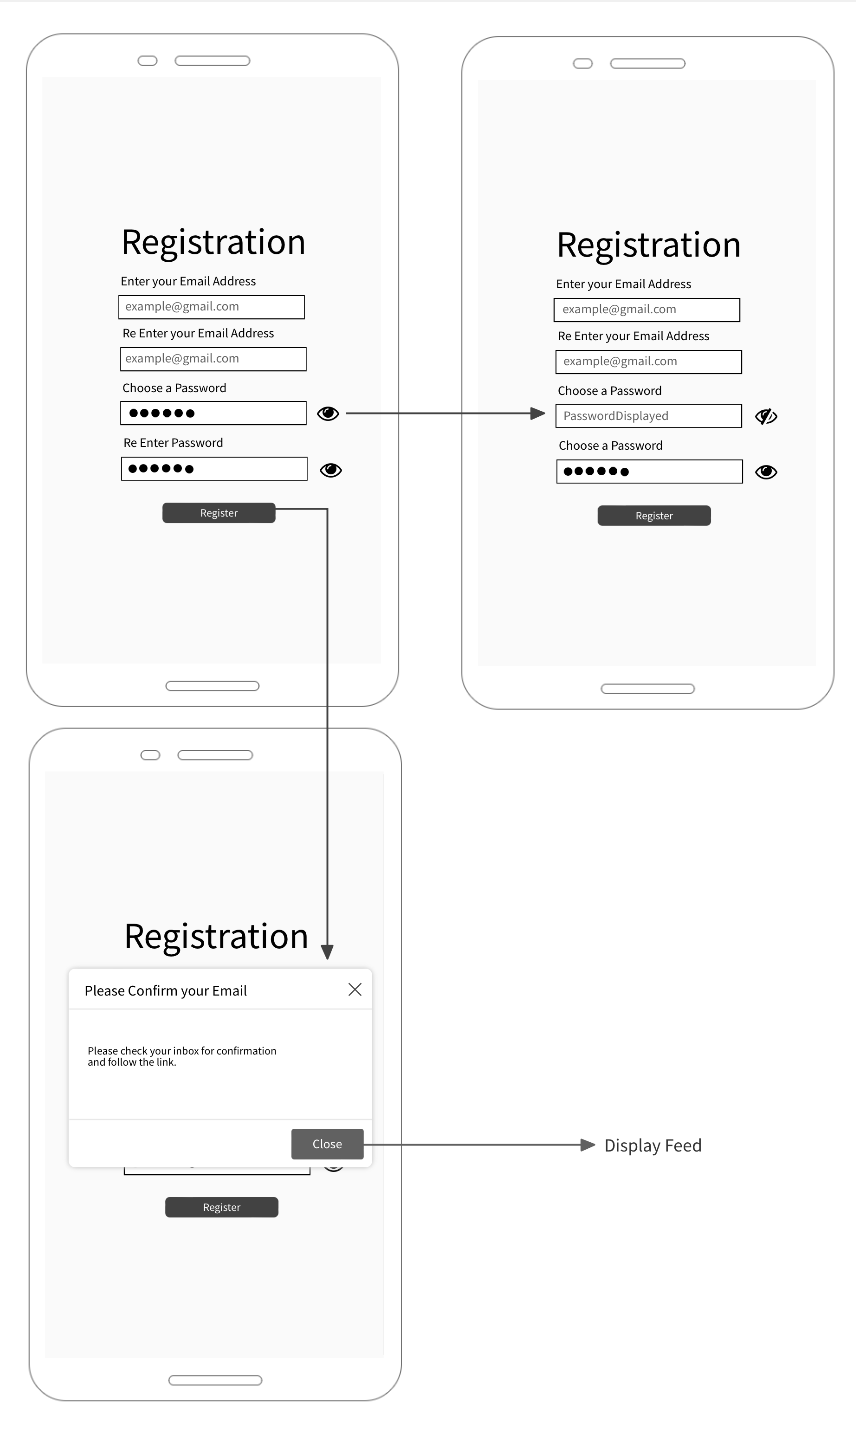 Registration
Enter your Email Address
example@gmail.com
Re Enter your Email Address
example@gmail.com
Choose a Password
Re Enter Password
Register
Registration
Enter your Email Address
example@gmail.com
Re Enter your Email Address
example@gmail.com
Choose a Password
PasswordDisplayed
Choose a Password
Register
Registration
Please Confirm your Email
Please check your inbox for confirmation
and follow the link.
Close
Display Feed
Register